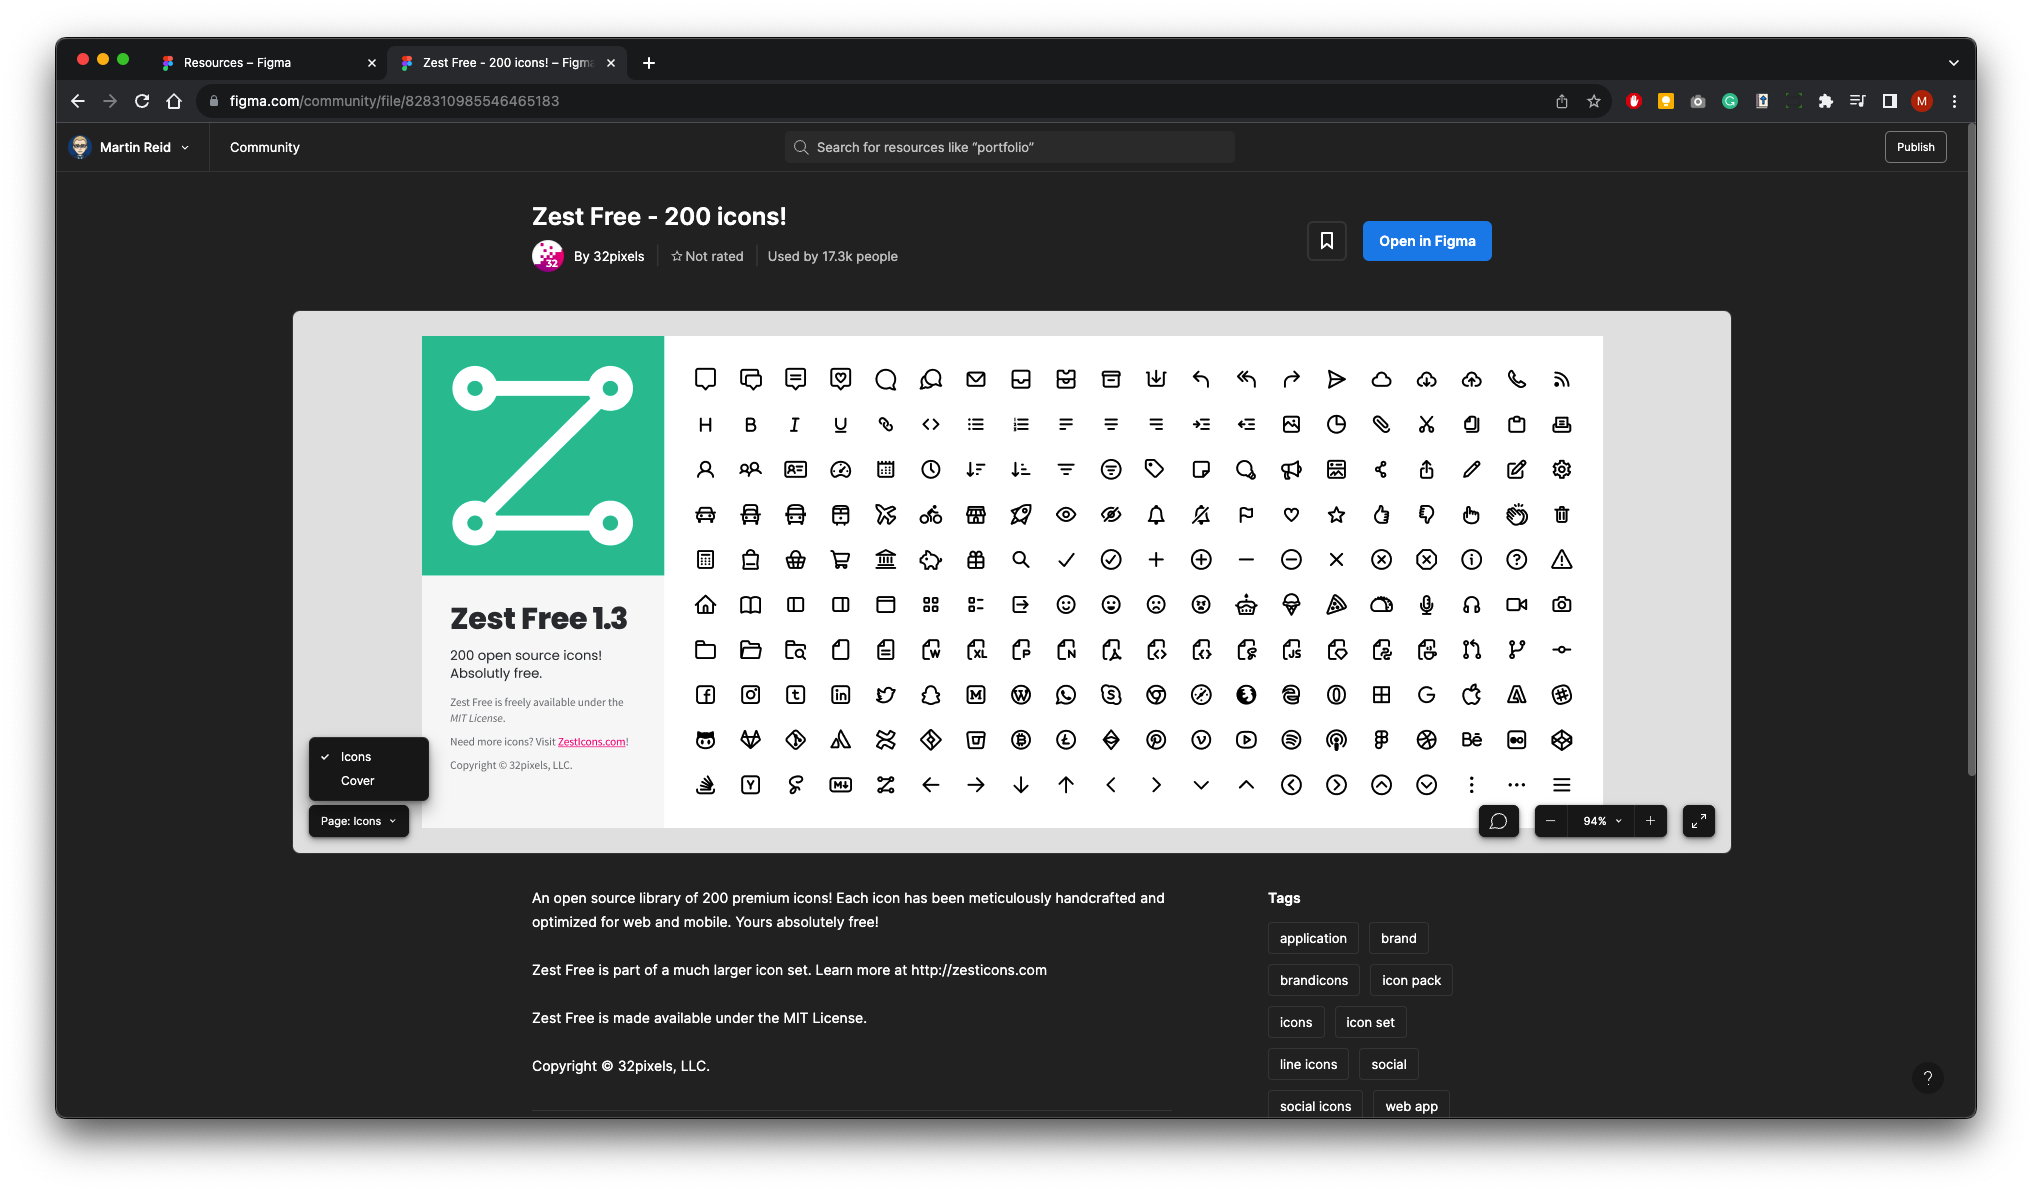 Resources – Figma
Zest Free - 200 icons! – Figma
figma.com/community/file/828310985546465183
M
Martin Reid
Community
Search for resources like “portfolio”
Publish
Zest Free - 200 icons!
32
By 32pixels
Not rated
Used by 17.3k people
Open in Figma
Zest Free 1.3
200 open source icons!
Absolutly free.
Zest Free is freely available under the
MIT License.
Need more icons? Visit ZestIcons.com!
Copyright © 32pixels, LLC.
H B I U
W XL P N JS
M W S G
Bē
Y M
Icons
Cover
Page: Icons
94%
An open source library of 200 premium icons! Each icon has been meticulously handcrafted and
optimized for web and mobile. Yours absolutely free!
Zest Free is part of a much larger icon set. Learn more at http://zesticons.com
Zest Free is made available under the MIT License.
Copyright © 32pixels, LLC.
Tags
application
brand
brandicons
icon pack
icons
icon set
line icons
social
social icons
web app
?